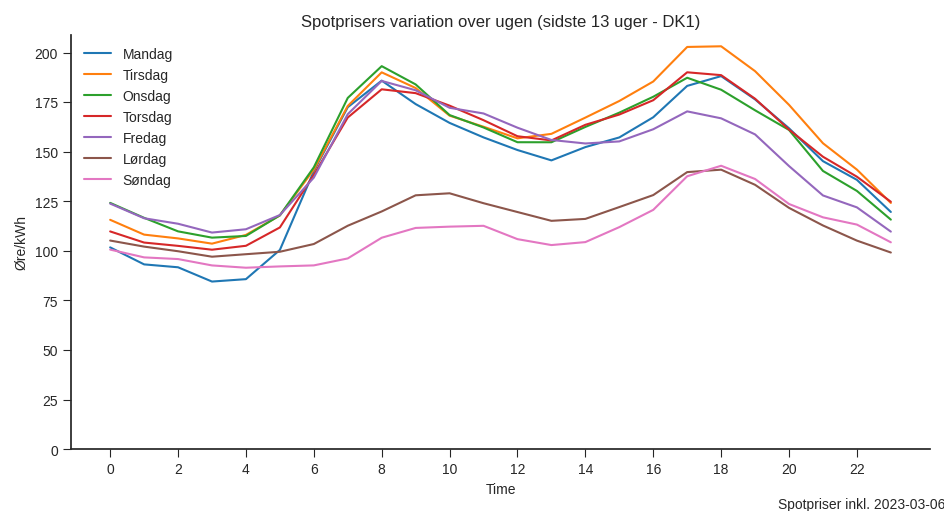 Spotprisers variation over ugen (sidste 13 uger - DK1)
Mandag
Tirsdag
Onsdag
Torsdag
Fredag
Lørdag
Søndag
Øre/kWh
200
175
150
125
100
75
50
25
0
0 2 4 6 8 10 12 14 16 18 20 22
Time
Spotpriser inkl. 2023-03-06